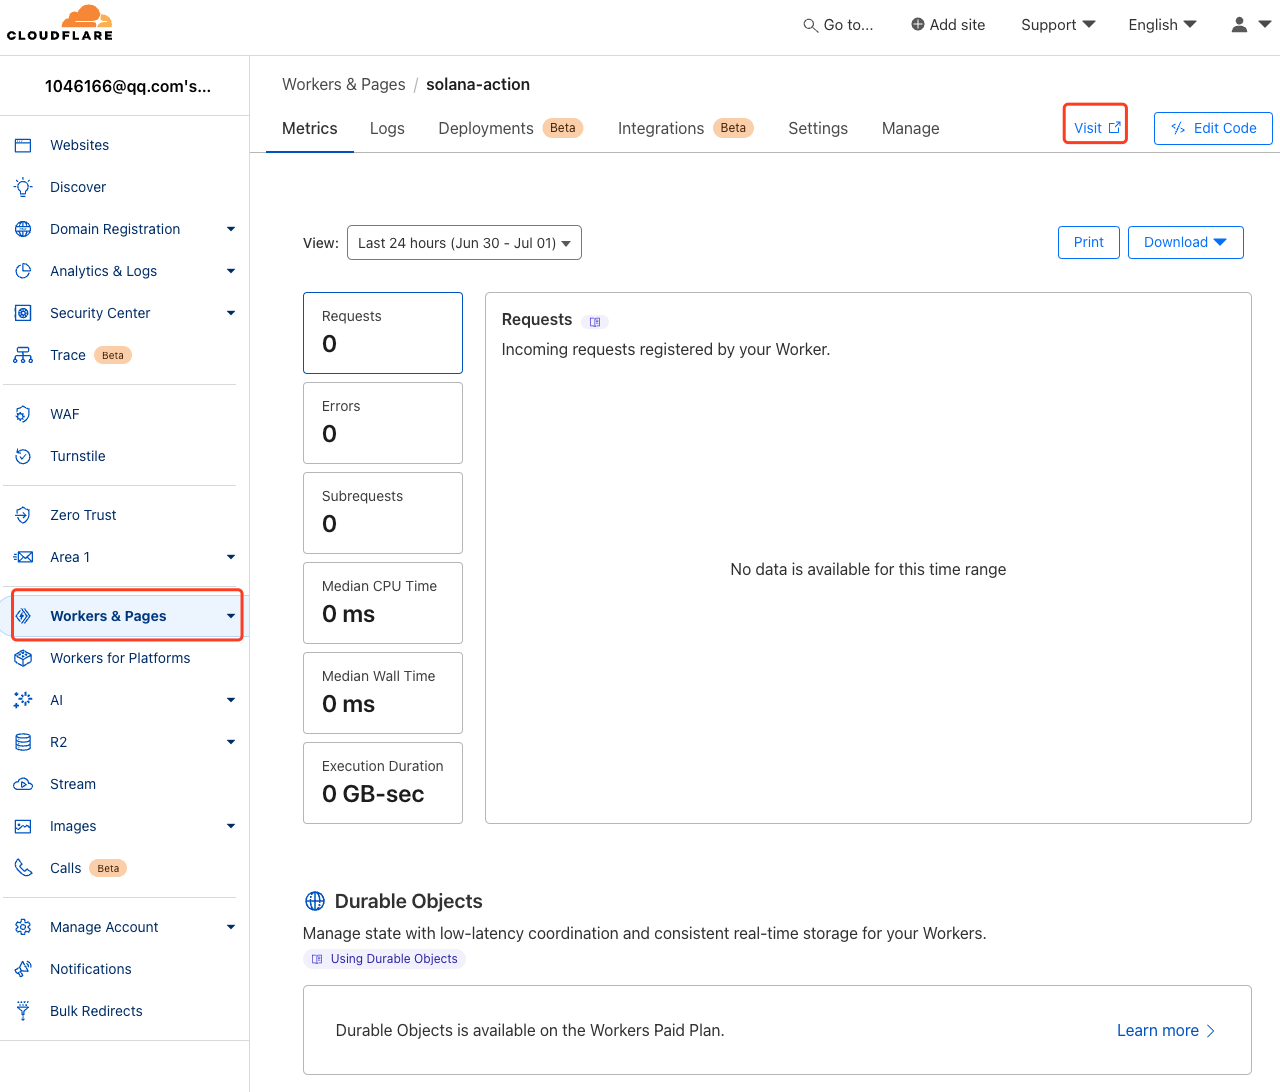 CLOUDFLARE
Go to...
Add site
Support
English
1046166@qq.com's...
Websites
Discover
Domain Registration
Analytics & Logs
Security Center
Trace Beta
WAF
Turnstile
Zero Trust
Area 1
Workers & Pages
Workers for Platforms
AI
R2
Stream
Images
Calls Beta
Manage Account
Notifications
Bulk Redirects
Workers & Pages / solana-action
Metrics
Logs
Deployments Beta
Integrations Beta
Settings
Manage
Visit
Edit Code
View: Last 24 hours (Jun 30 - Jul 01)
Print
Download
Requests
0
Errors
0
Subrequests
0
Median CPU Time
0 ms
Median Wall Time
0 ms
Execution Duration
0 GB-sec
Requests
Incoming requests registered by your Worker.
No data is available for this time range
Durable Objects
Manage state with low-latency coordination and consistent real-time storage for your Workers.
Using Durable Objects
Durable Objects is available on the Workers Paid Plan.
Learn more